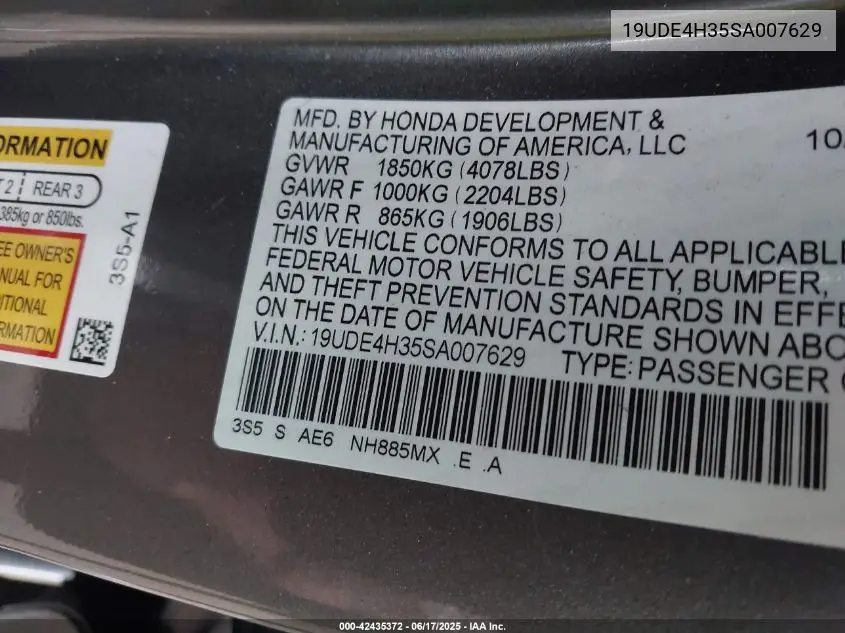 19UDE4H35SA007629
ORMATION
2 REAR 3
385kg or 850lbs.
EE OWNER'S
NUAL FOR
ITIONAL
RMATION
3S5-A1
MFD. BY HONDA DEVELOPMENT &
MANUFACTURING OF AMERICA, LLC 10
GVWR 1850KG (4078LBS)
GAWR F 1000KG (2204LBS)
GAWR R 865KG (1906LBS)
THIS VEHICLE CONFORMS TO ALL APPLICABLE
FEDERAL MOTOR VEHICLE SAFETY, BUMPER,
AND THEFT PREVENTION STANDARDS IN EFFE
ON THE DATE OF MANUFACTURE SHOWN ABO
V.I.N.: 19UDE4H35SA007629 TYPE: PASSENGER
3S5 S AE6 NH885MX .E .A
000-42435372 - 06/17/2025 - IAA Inc.